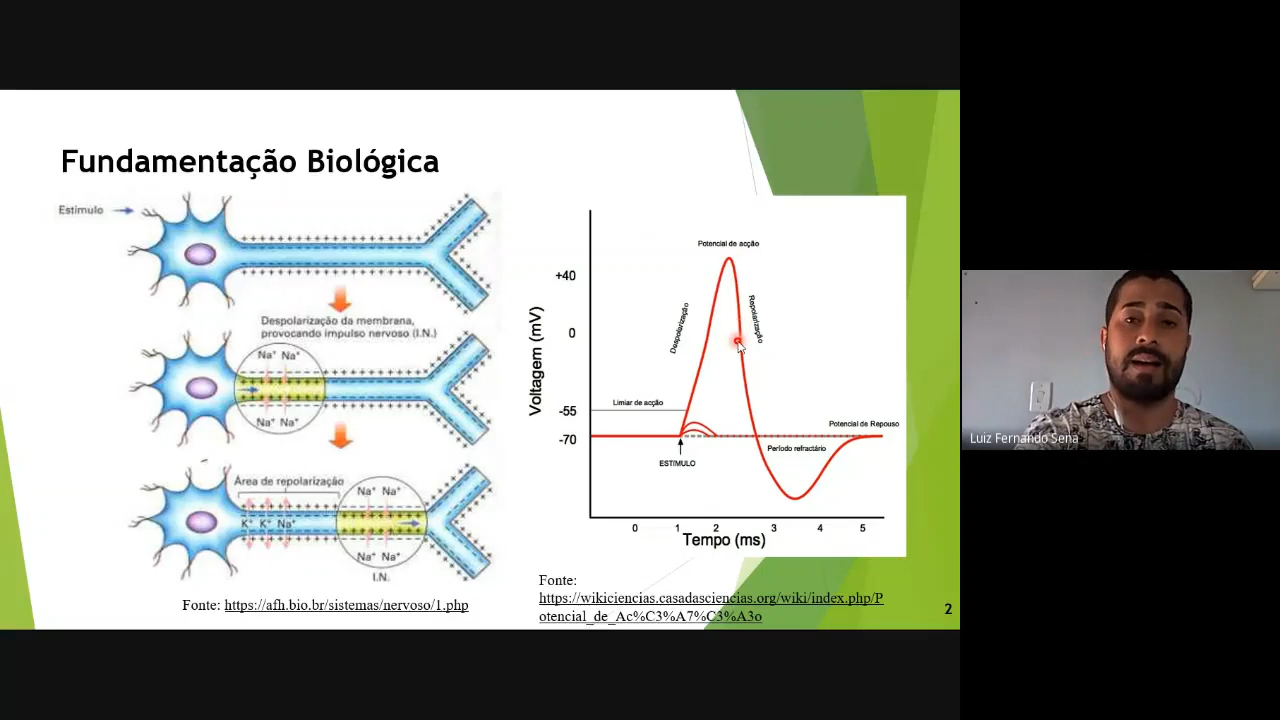 Fundamentação Biológica
Estímulo
Despolarização da membrana,
provocando impulso nervoso (I.N.)
Na⁺ Na⁺
Na⁺ Na⁺
Área de repolarização
Na⁺ Na⁺
K⁺ K⁺ Na⁺
Na⁺ Na⁺
I.N.
Fonte: https://afh.bio.br/sistemas/nervoso/1.php
Potencial de acção
+40
Despolarização
Repolarização
0
Voltagem (mV)
Limiar de acção
-55
Potencial de Repouso
-70
Período refractário
ESTÍMULO
0 1 2 3 4 5
Tempo (ms)
Fonte:
https://wikiciencias.casadasciencias.org/wiki/index.php/P
otencial_de_Ac%C3%A7%C3%A3o
2
Luiz Fernando Sena